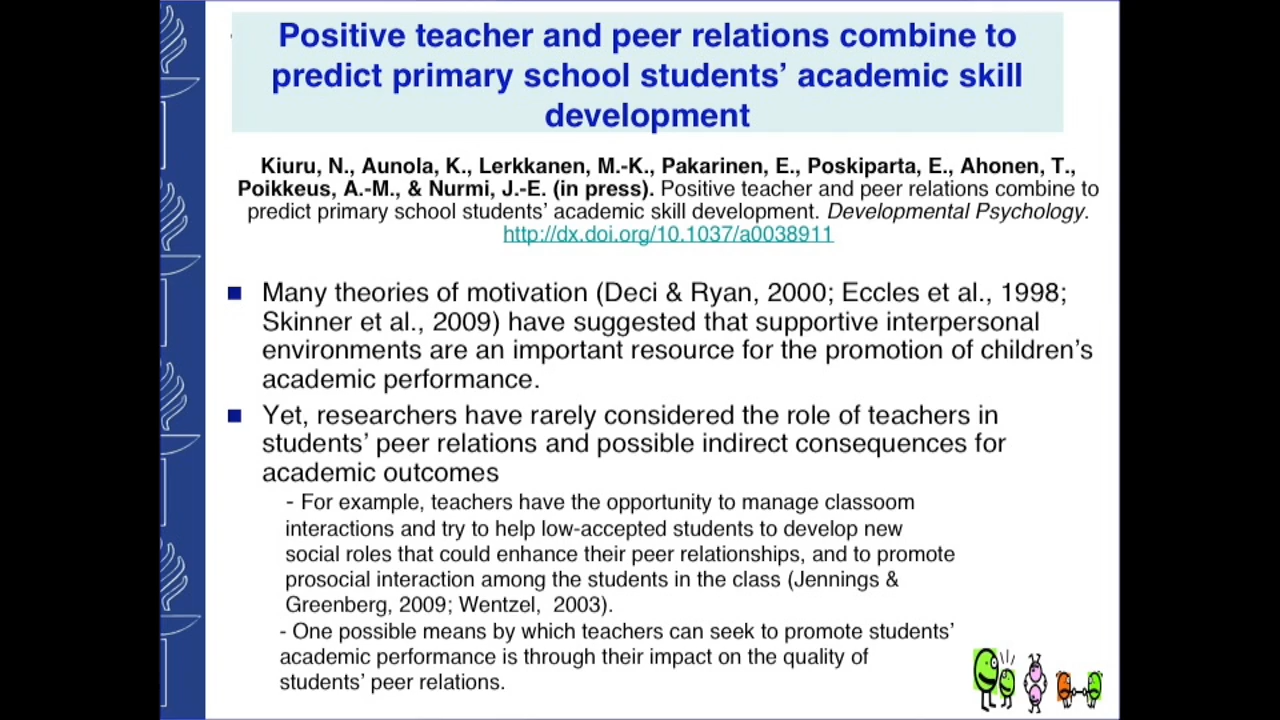 Positive teacher and peer relations combine to
predict primary school students’ academic skill
development
Kiuru, N., Aunola, K., Lerkkanen, M.-K., Pakarinen, E., Poskiparta, E., Ahonen, T.,
Poikkeus, A.-M., & Nurmi, J.-E. (in press). Positive teacher and peer relations combine to
predict primary school students’ academic skill development. Developmental Psychology.
http://dx.doi.org/10.1037/a0038911
Many theories of motivation (Deci & Ryan, 2000; Eccles et al., 1998;
Skinner et al., 2009) have suggested that supportive interpersonal
environments are an important resource for the promotion of children’s
academic performance.
Yet, researchers have rarely considered the role of teachers in
students’ peer relations and possible indirect consequences for
academic outcomes
- For example, teachers have the opportunity to manage classoom
interactions and try to help low-accepted students to develop new
social roles that could enhance their peer relationships, and to promote
prosocial interaction among the students in the class (Jennings &
Greenberg, 2009; Wentzel, 2003).
- One possible means by which teachers can seek to promote students’
academic performance is through their impact on the quality of
students’ peer relations.